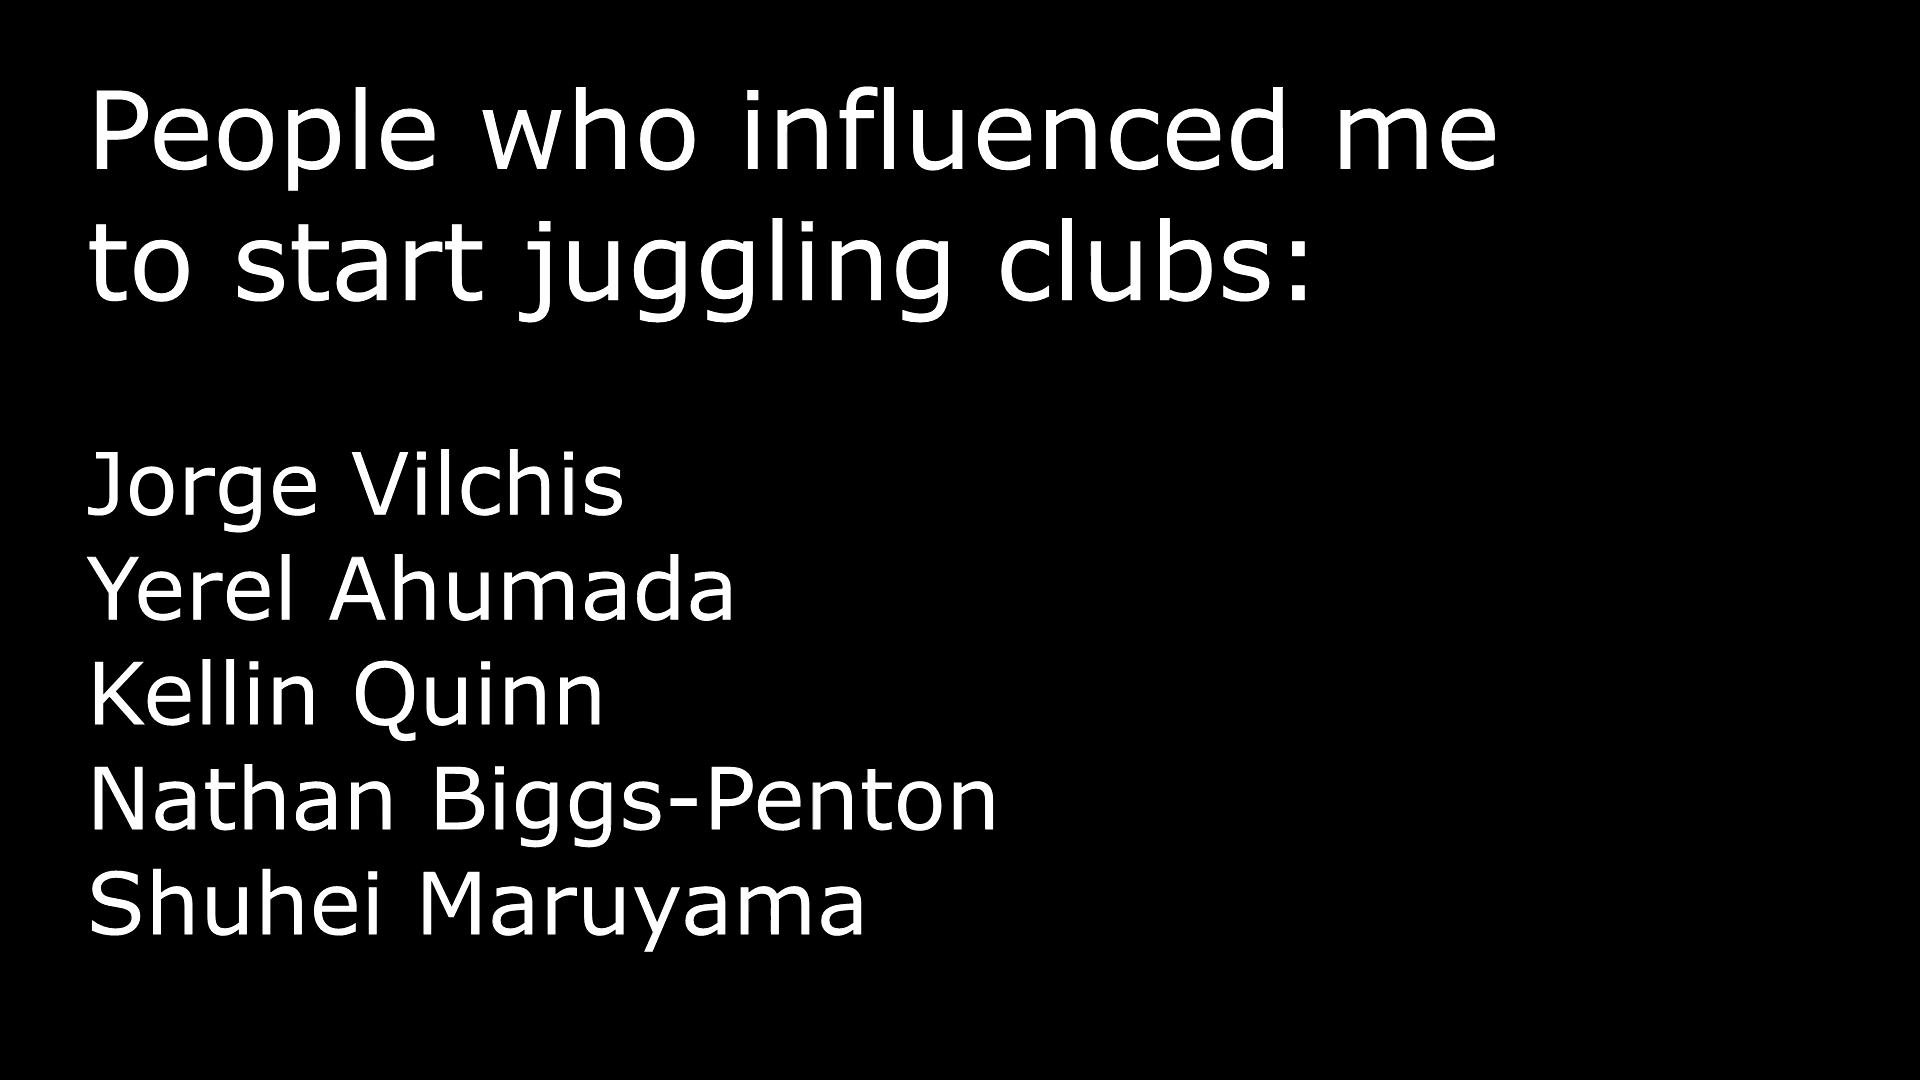 People who influenced me
to start juggling clubs:
Jorge Vilchis
Yerel Ahumada
Kellin Quinn
Nathan Biggs-Penton
Shuhei Maruyama